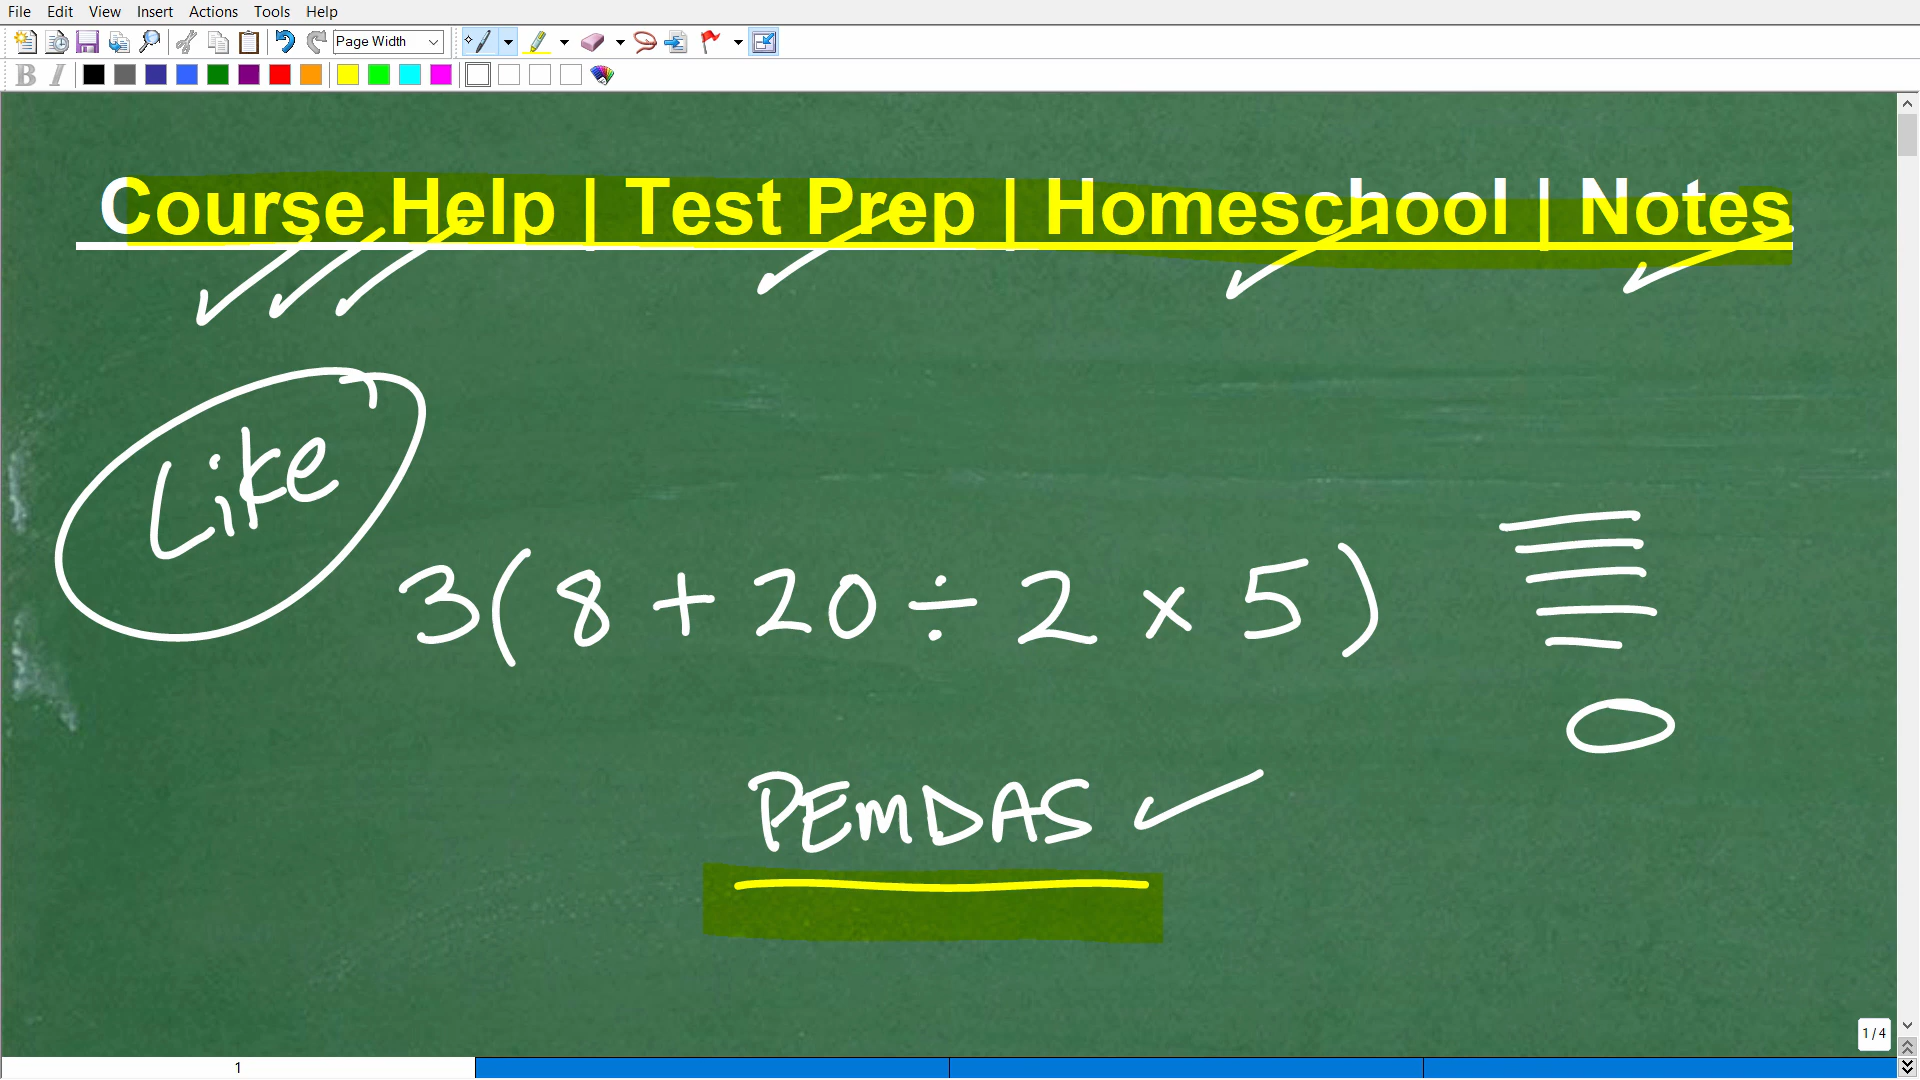 File Edit View Insert Actions Tools Help
Page Width
B I
Course Help | Test Prep | Homeschool | Notes
Like
3(8 + 20 ÷ 2 × 5)
PEMDAS
1 / 4
1